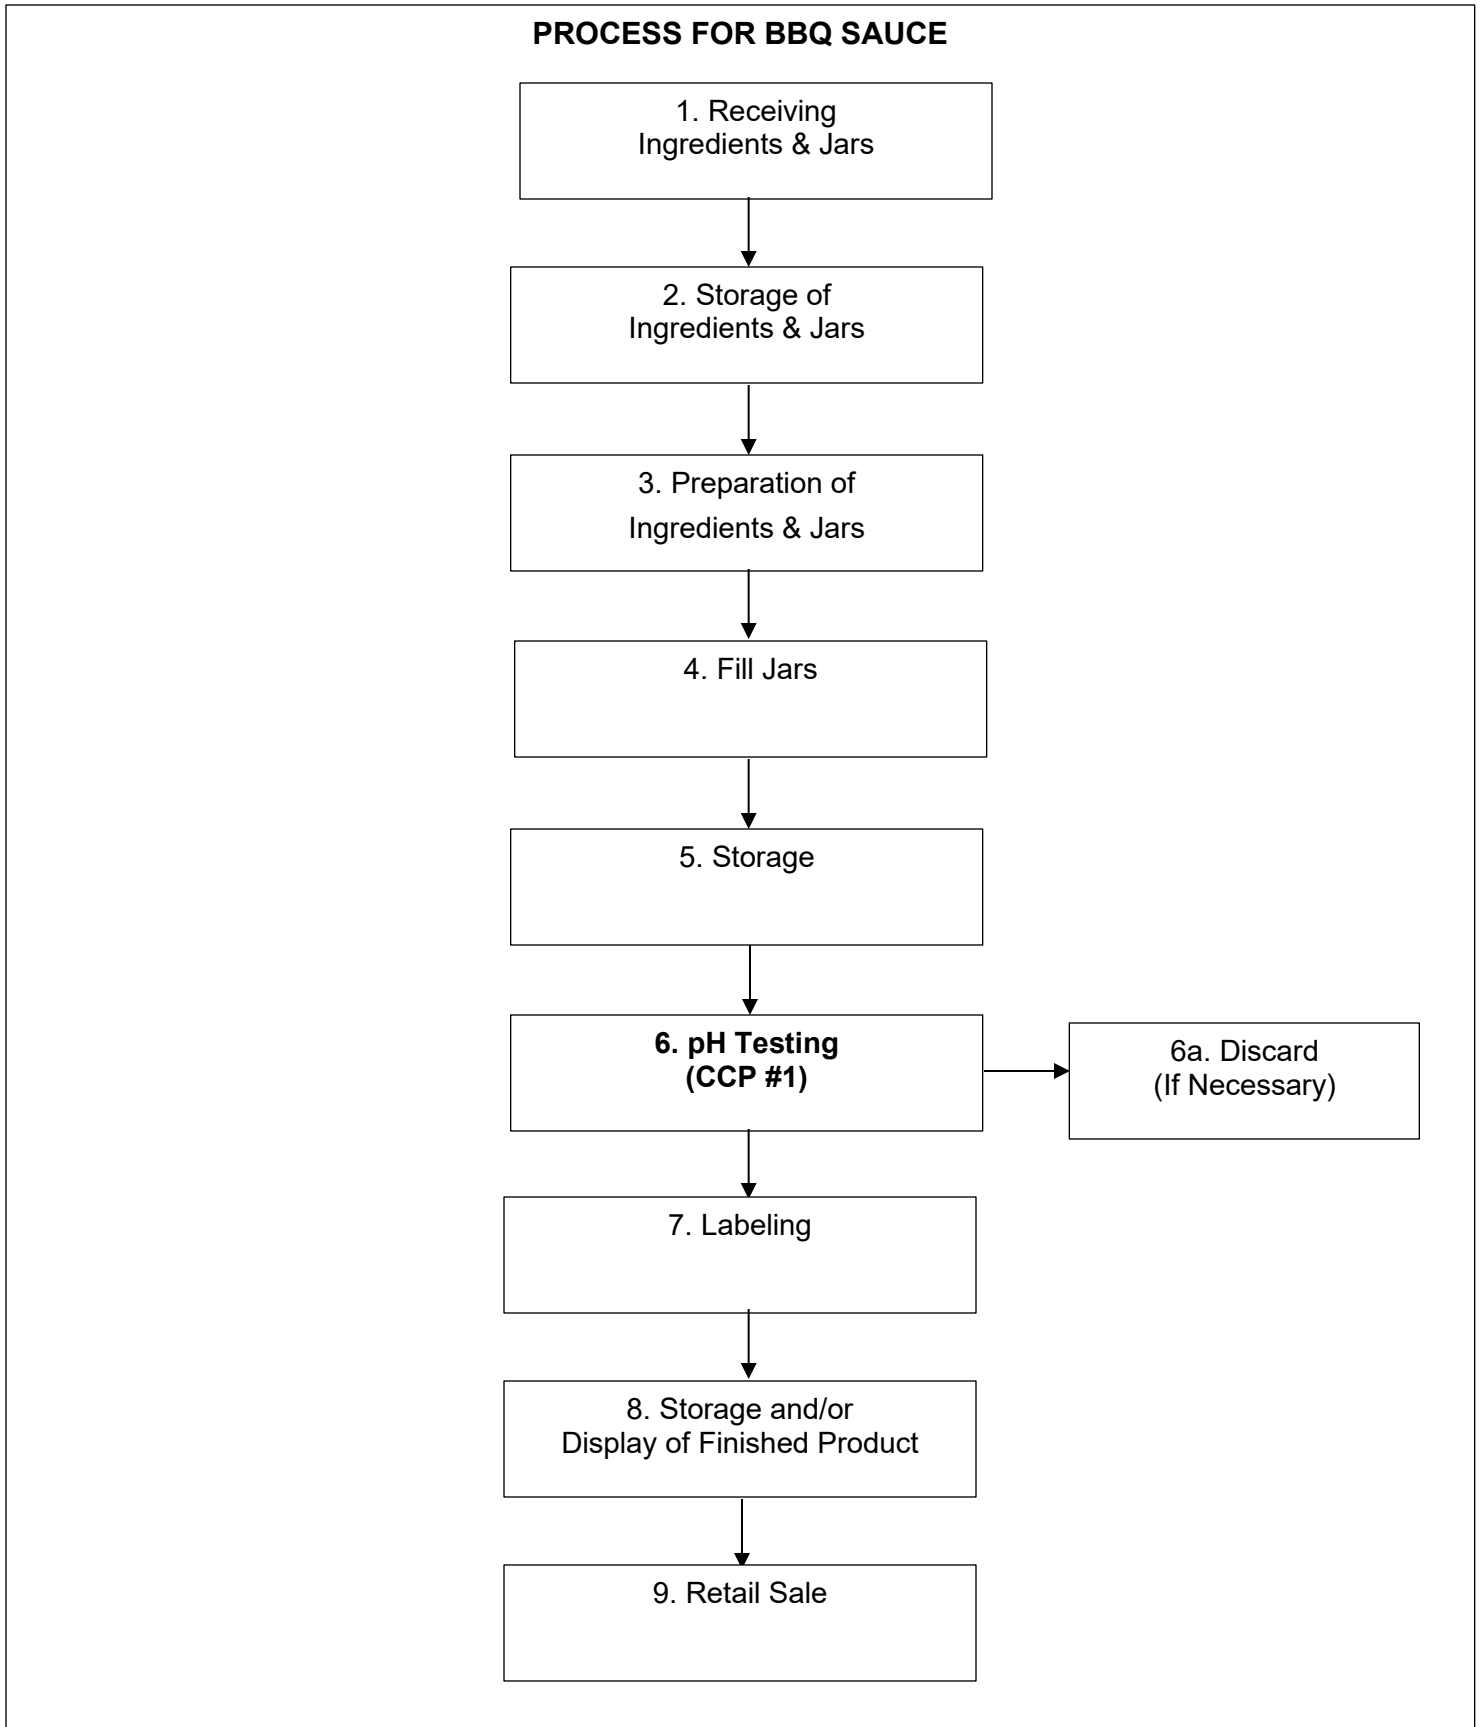 PROCESS FOR BBQ SAUCE
1. Receiving
Ingredients & Jars
2. Storage of
Ingredients & Jars
3. Preparation of
Ingredients & Jars
4. Fill Jars
5. Storage
6. pH Testing
(CCP #1)
6a. Discard
(If Necessary)
7. Labeling
8. Storage and/or
Display of Finished Product
9. Retail Sale